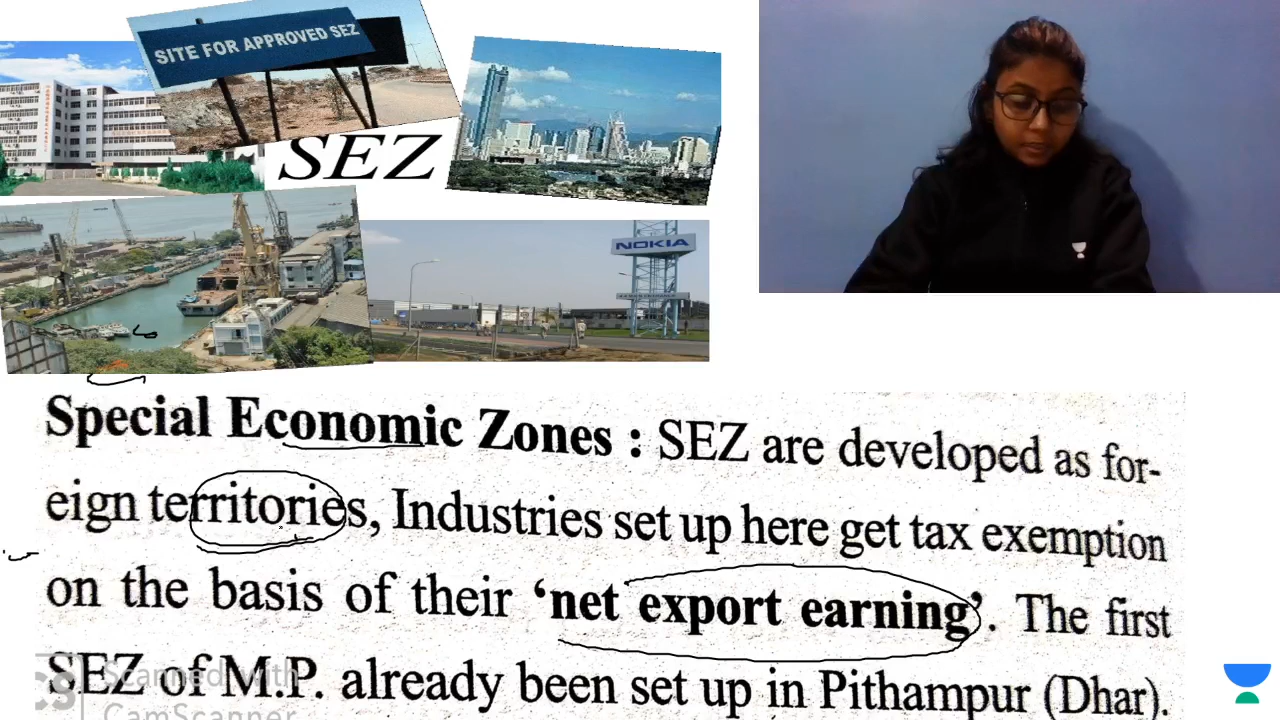 SITE FOR APPROVED SEZ
SEZ
NOKIA
Special Economic Zones : SEZ are developed as for-
eign territories, Industries set up here get tax exemption
on the basis of their ‘net export earning’. The first
SEZ of M.P. already been set up in Pithampur (Dhar).
CS Scanned with
CamScanner